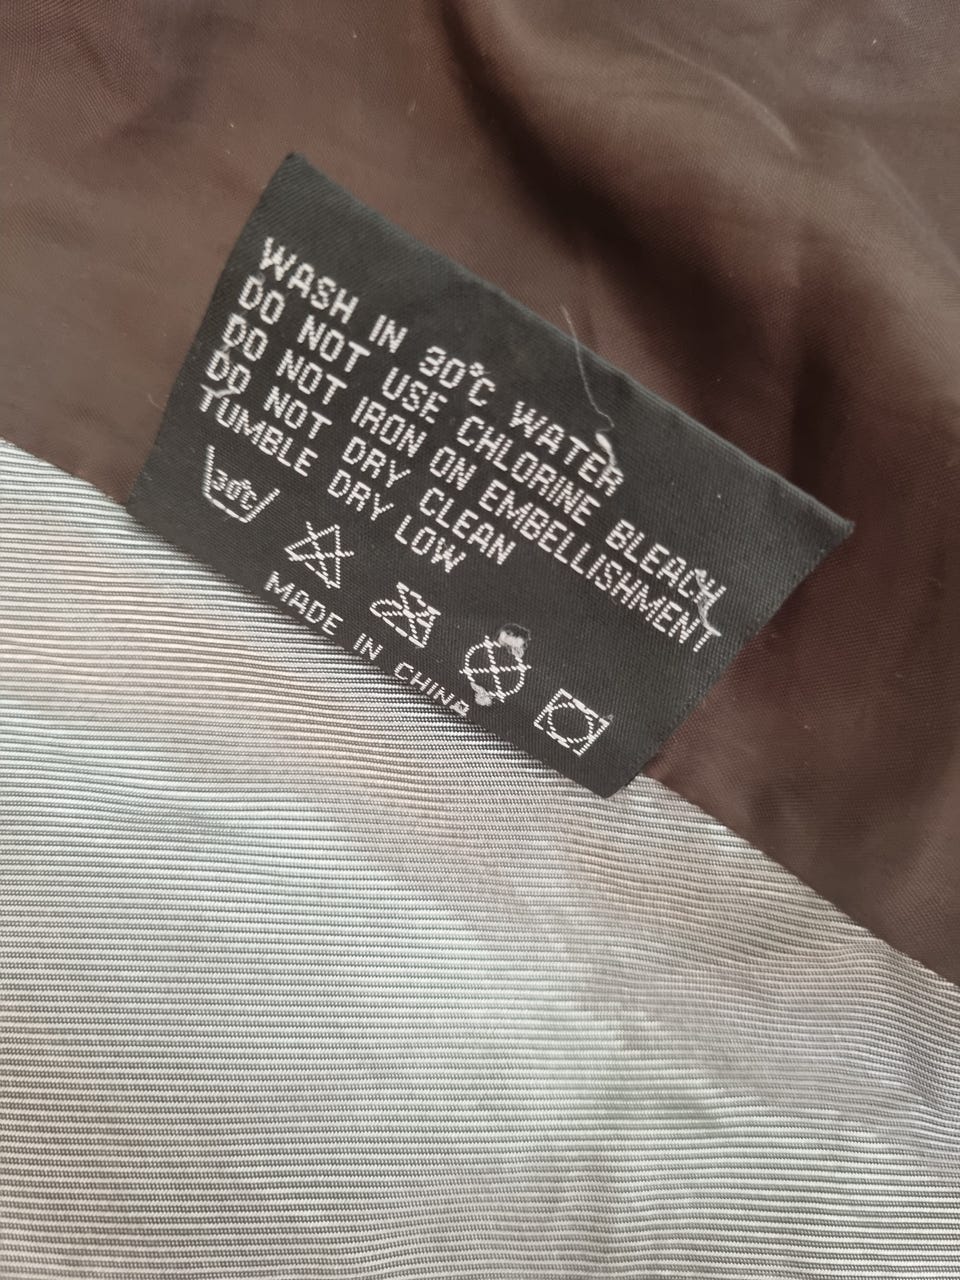 WASH IN 30°C WATER
DO NOT USE CHLORINE BLEACH
DO NOT IRON ON EMBELLISHMENT
DO NOT DRY CLEAN
TUMBLE DRY LOW
30°C
MADE IN CHINA